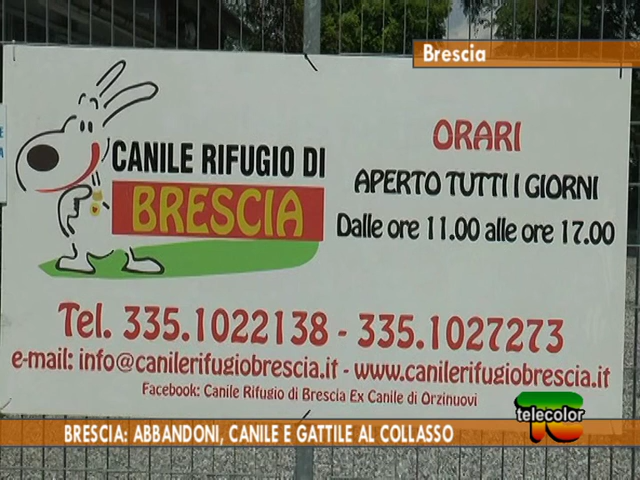 Brescia
CANILE RIFUGIO DI
BRESCIA
ORARI
APERTO TUTTI I GIORNI
Dalle ore 11.00 alle ore 17.00
Tel. 335.1022138 - 335.1027273
e-mail: info@canilerifugiobrescia.it - www.canilerifugiobrescia.it
Facebook: Canile Rifugio di Brescia Ex Canile di Orzinuovi
telecolor
BRESCIA: ABBANDONI, CANILE E GATTILE AL COLLASSO